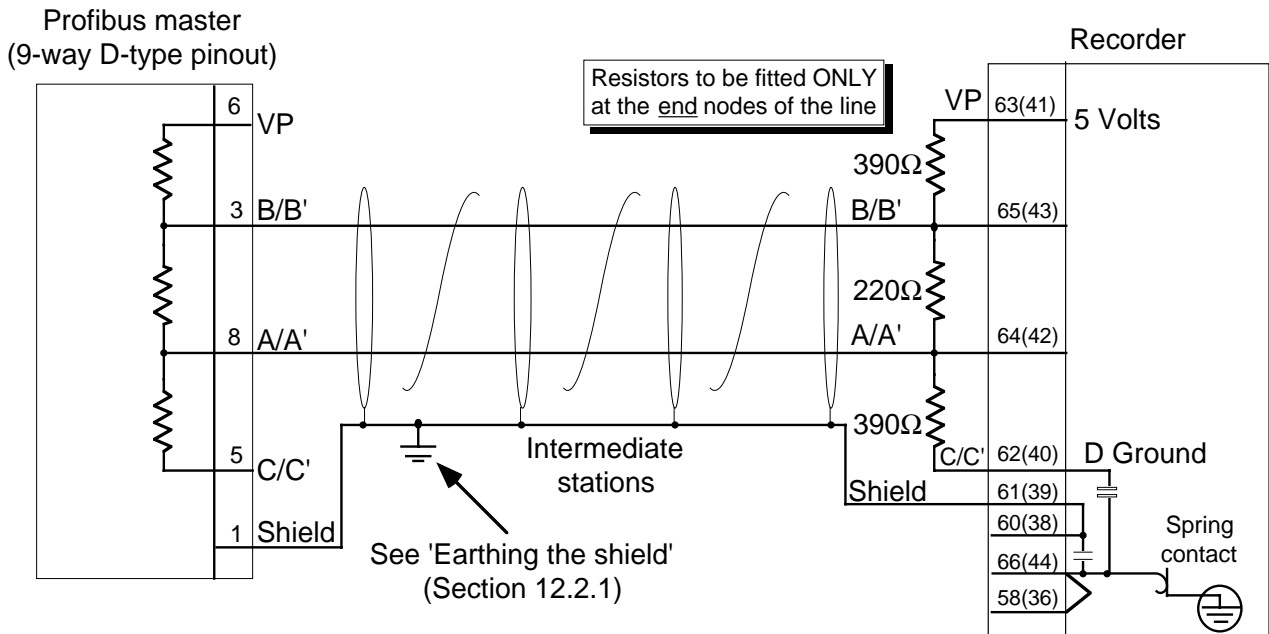 Profibus master
(9-way D-type pinout)
Recorder
Resistors to be fitted ONLY
at the end nodes of the line
6
VP
VP
63(41)
5 Volts
390Ω
3
B/B'
B/B'
65(43)
220Ω
8
A/A'
A/A'
64(42)
390Ω
Intermediate
stations
5
C/C'
C/C'
62(40)
D Ground
Shield
61(39)
1
Shield
60(38)
Spring
contact
See 'Earthing the shield'
(Section 12.2.1)
66(44)
58(36)